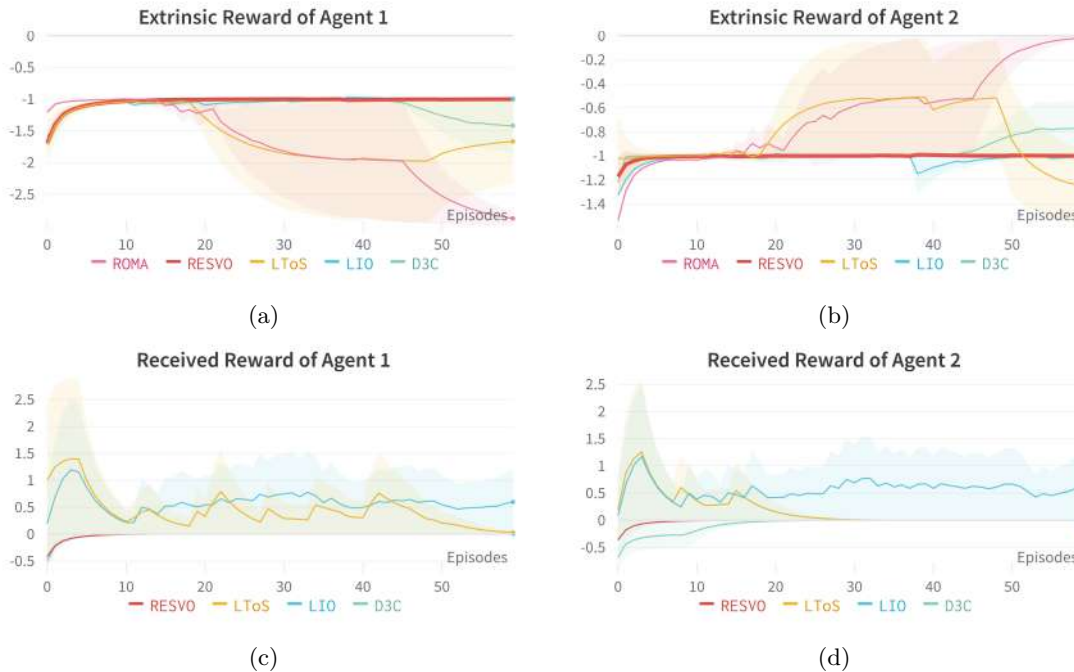 Extrinsic Reward of Agent 1
0
-0.5
-1
-1.5
-2
-2.5
Episodes
0 10 20 30 40 50
ROMA RESVO LToS LIO D3C
(a)
Extrinsic Reward of Agent 2
0
-0.4
-0.6
-0.8
-1
-1.2
-1.4
Episodes
0 10 20 30 40 50
ROMA RESVO LToS LIO D3C
(b)
Received Reward of Agent 1
2.5
2
1.5
1
0.5
0
-0.5
Episodes
0 10 20 30 40 50
RESVO LToS LIO D3C
(c)
Received Reward of Agent 2
2.5
2
1.5
1
0.5
0
-0.5
Episodes
0 10 20 30 40 50
RESVO LToS LIO D3C
(d)